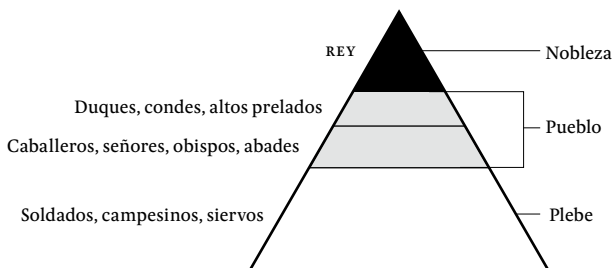 REY
Nobleza
Duques, condes, altos prelados
Pueblo
Caballeros, señores, obispos, abades
Soldados, campesinos, siervos
Plebe